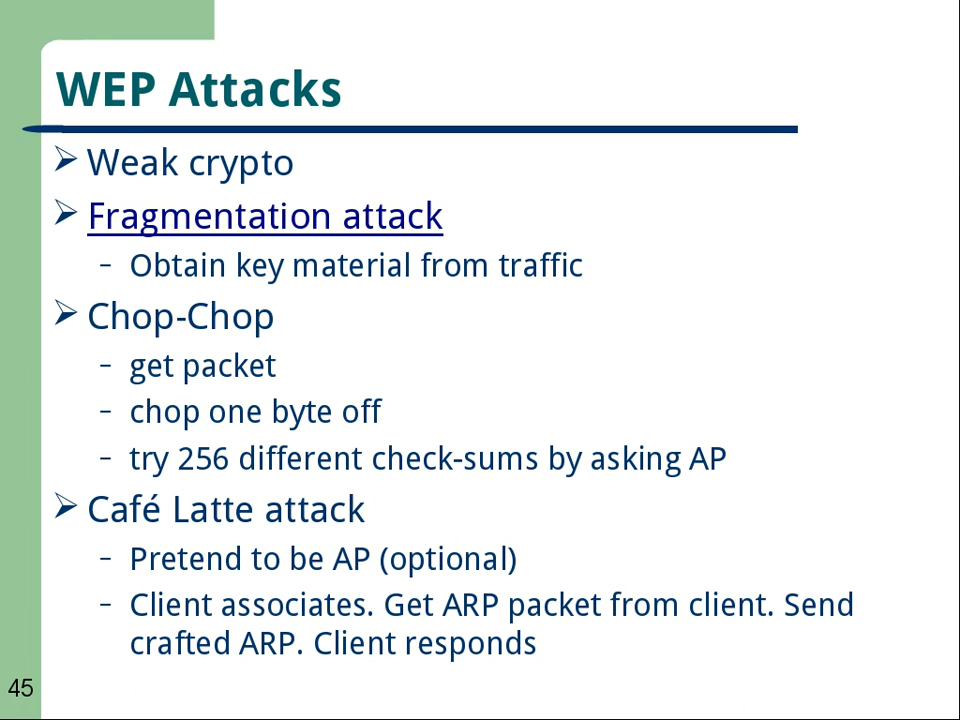 WEP Attacks
Weak crypto
Fragmentation attack
– Obtain key material from traffic
Chop-Chop
– get packet
– chop one byte off
– try 256 different check-sums by asking AP
Café Latte attack
– Pretend to be AP (optional)
– Client associates. Get ARP packet from client. Send
crafted ARP. Client responds
45